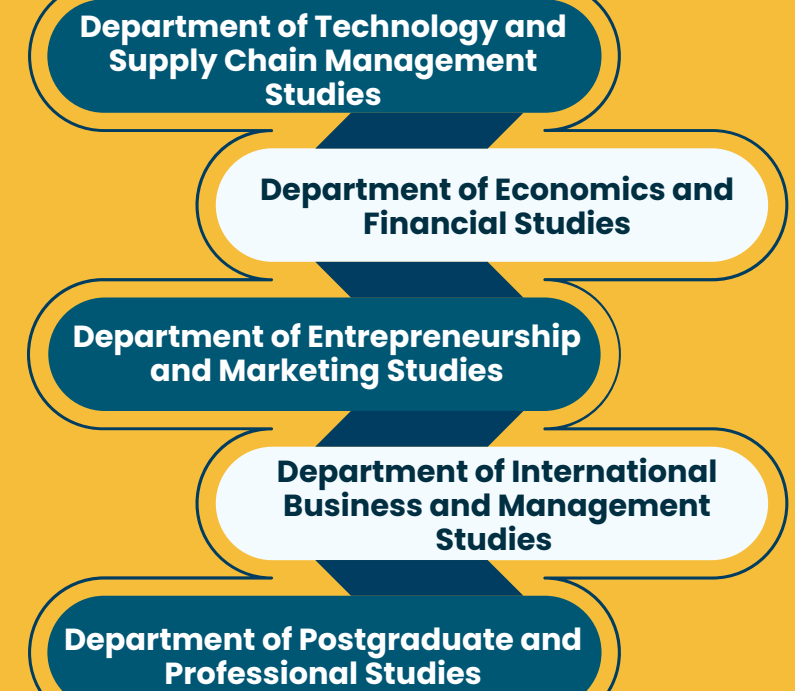 Department of Technology and
Supply Chain Management
Studies
Department of Economics and
Financial Studies
Department of Entrepreneurship
and Marketing Studies
Department of International
Business and Management
Studies
Department of Postgraduate and
Professional Studies